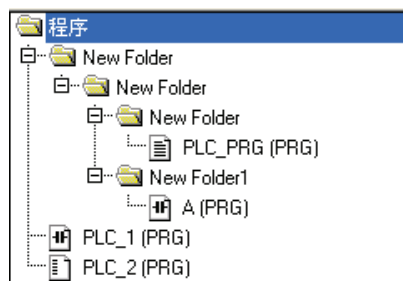 程序
New Folder
New Folder
New Folder
PLC_PRG (PRG)
New Folder1
A (PRG)
PLC_1 (PRG)
PLC_2 (PRG)